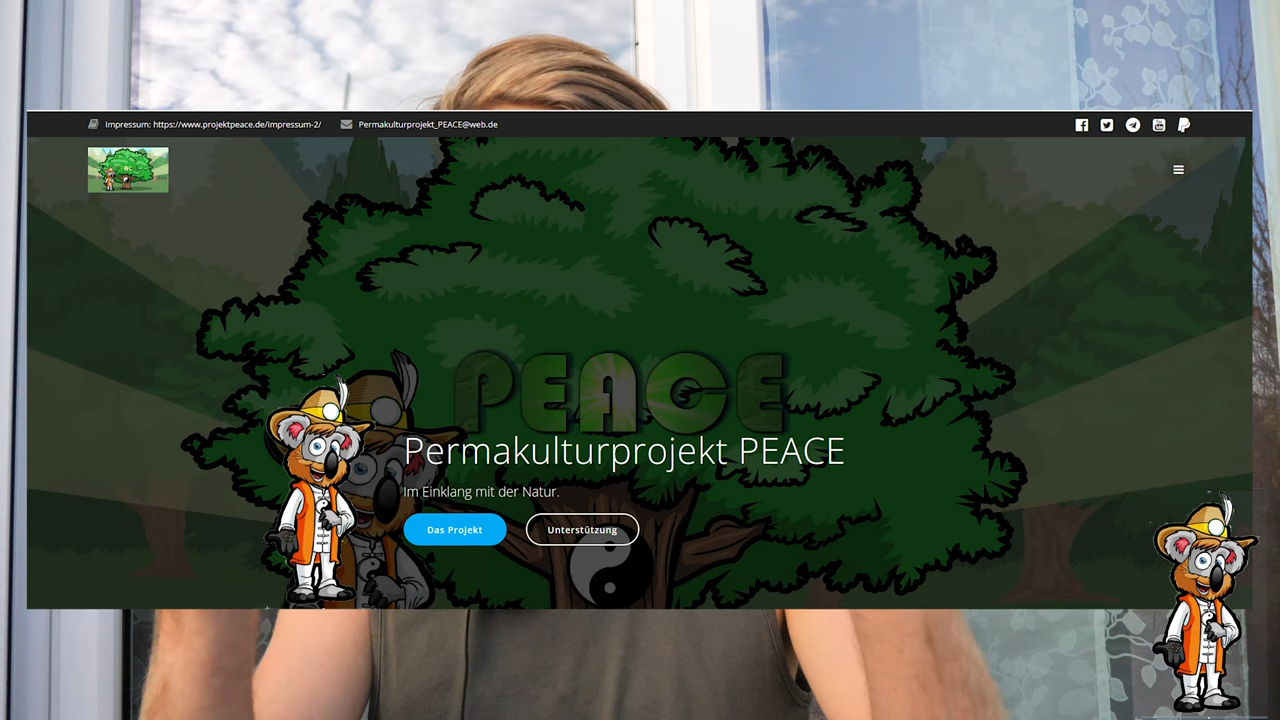 Impressum: https://www.projektpeace.de/impressum-2/ Permakulturprojekt_PEACE@web.de
PEACE
Permakulturprojekt PEACE
Im Einklang mit der Natur.
Das Projekt Unterstützung